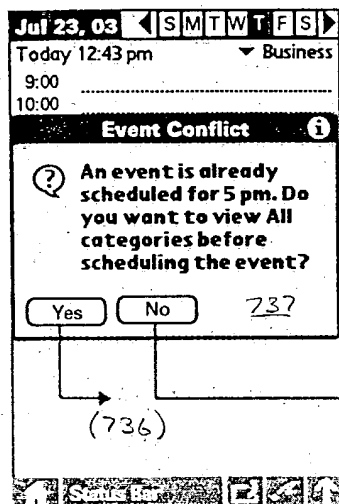 Jul 23, 03 S M T W T F S
Today 12:43 pm Business
9:00
10:00
Event Conflict i
? An event is already
scheduled for 5 pm. Do
you want to view All
categories before
scheduling the event?
Yes No 737
(736)
Status Bar